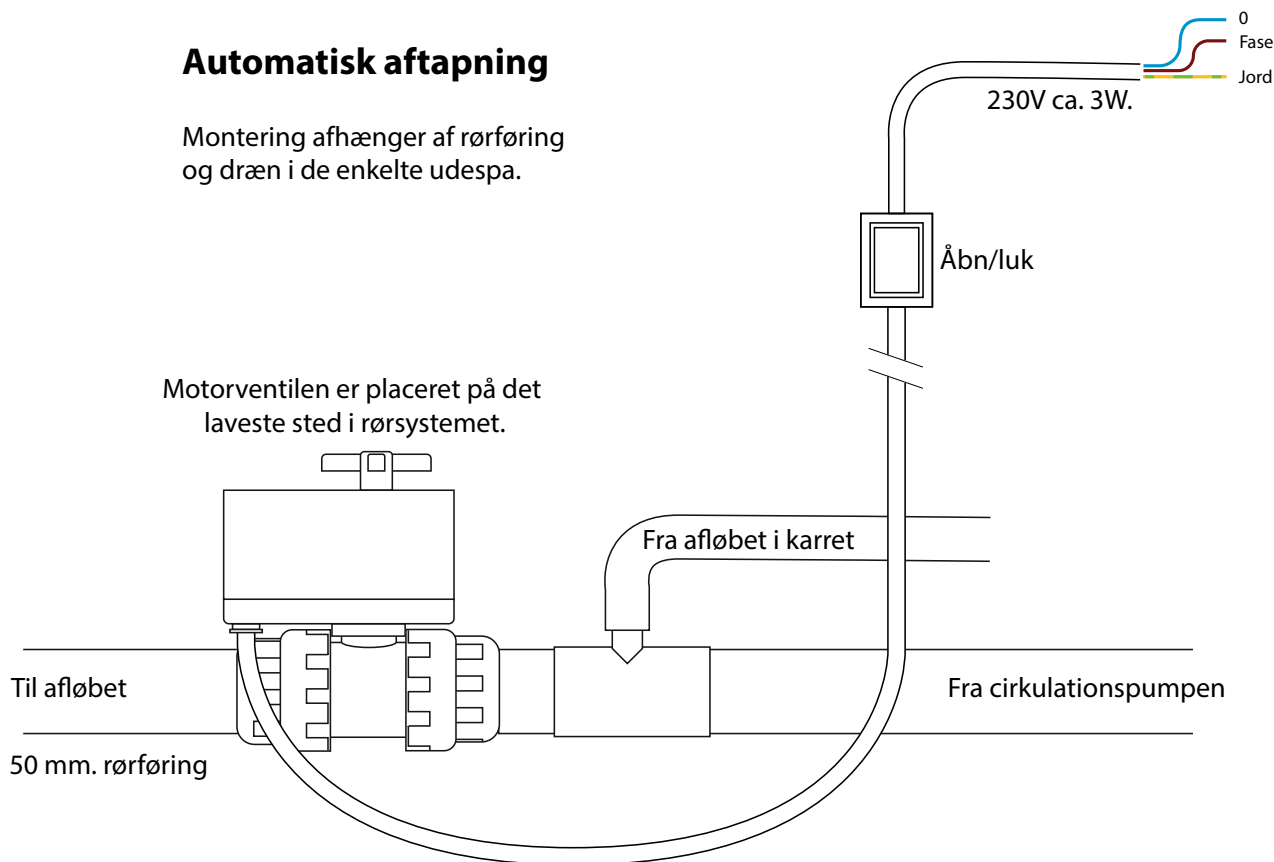 Automatisk aftapning
Montering afhænger af rørføring
og dræn i de enkelte udespa.
0
Fase
Jord
230V ca. 3W.
Åbn/luk
Motorventilen er placeret på det
laveste sted i rørsystemet.
Fra afløbet i karret
Til afløbet
Fra cirkulationspumpen
50 mm. rørføring